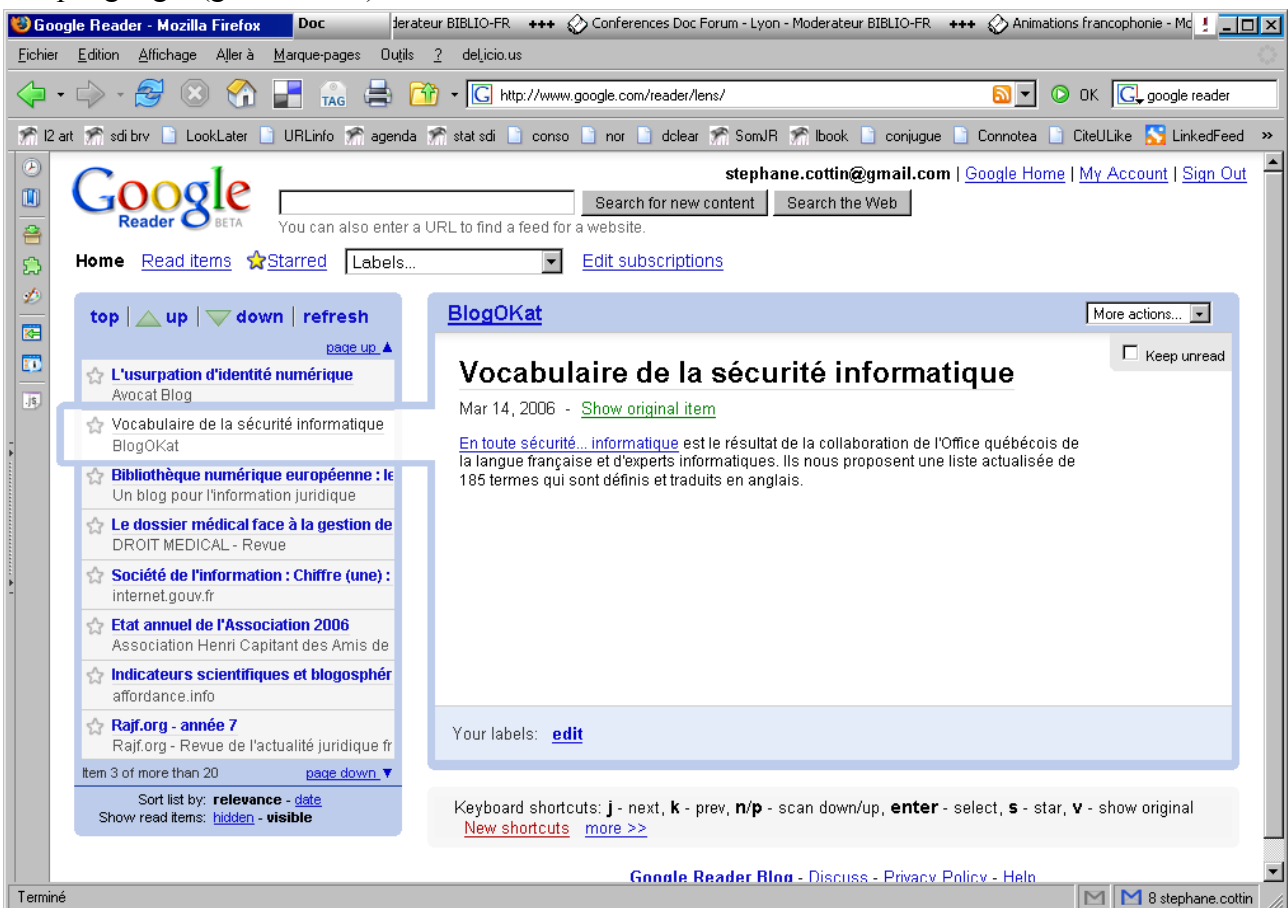 Google Reader - Mozilla Firefox
Doc
derateur BIBLIO-FR +++ Conferences Doc Forum - Lyon - Moderateur BIBLIO-FR +++ Animations francophonie - Mc
Fichier Edition Affichage Aller à Marque-pages Outils ? del.icio.us
TAG
http://www.google.com/reader/lens/
OK
google reader
l2 art sdi brv LookLater URLinfo agenda stat sdi conso nor dclear SomJR lbook conjugue Connotea CiteULike LinkedFeed »
stephane.cottin@gmail.com | Google Home | My Account | Sign Out
Google
Reader BETA
Search for new content
Search the Web
You can also enter a URL to find a feed for a website.
Home Read items Starred Labels... Edit subscriptions
top | up | down | refresh
page up
L'usurpation d'identité numérique
Avocat Blog
Vocabulaire de la sécurité informatique
BlogOKat
Bibliothèque numérique européenne : le
Un blog pour l'information juridique
Le dossier médical face à la gestion de
DROIT MEDICAL - Revue
Société de l'information : Chiffre (une) :
internet.gouv.fr
Etat annuel de l'Association 2006
Association Henri Capitant des Amis de
Indicateurs scientifiques et blogosphér
affordance.info
Rajf.org - année 7
Rajf.org - Revue de l'actualité juridique fr
Item 3 of more than 20
page down
Sort list by: relevance - date
Show read items: hidden - visible
BlogOKat
More actions...
Keep unread
Vocabulaire de la sécurité informatique
Mar 14, 2006 - Show original item
En toute sécurité... informatique est le résultat de la collaboration de l'Office québécois de
la langue française et d'experts informatiques. Ils nous proposent une liste actualisée de
185 termes qui sont définis et traduits en anglais.
Your labels: edit
Keyboard shortcuts: j - next, k - prev, n/p - scan down/up, enter - select, s - star, v - show original
New shortcuts more >>
Google Reader Blog - Discuss - Privacy Policy - Help
Terminé
8 stephane.cottin